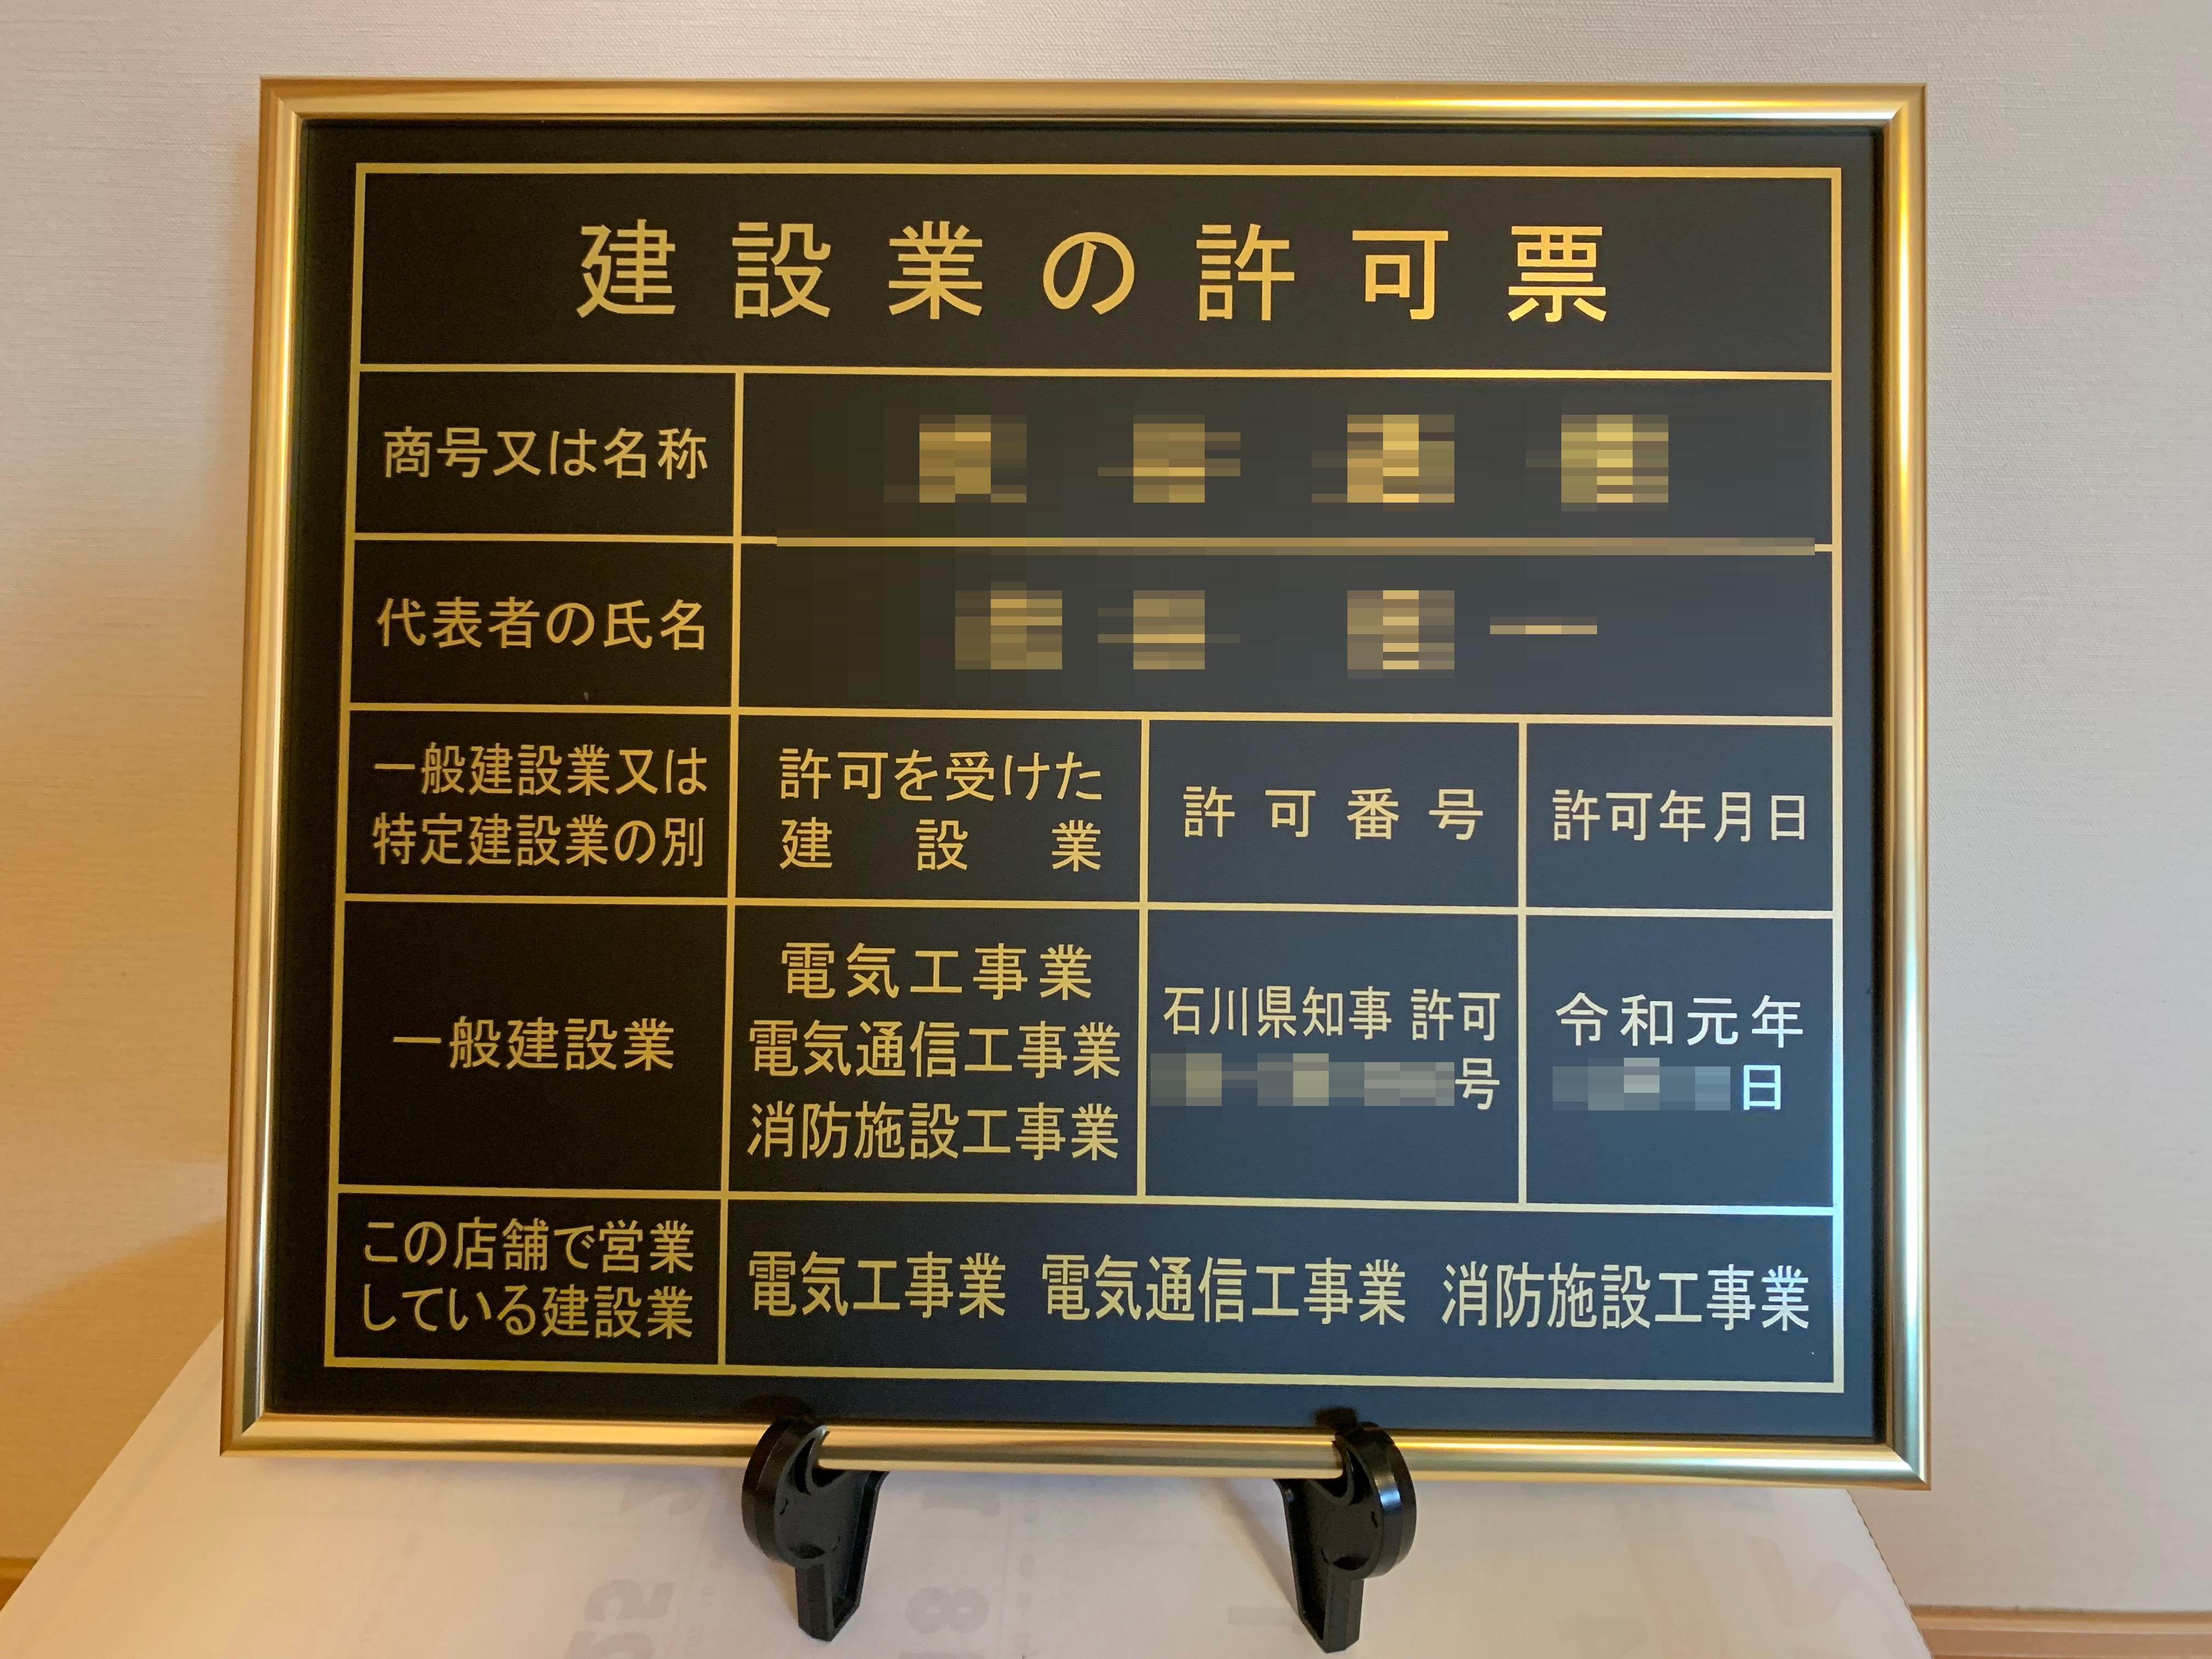 建設業の許可票
商号又は名称
代表者の氏名
一般建設業又は
特定建設業の別
許可を受けた
建設業
許可番号
許可年月日
一般建設業
電気工事業
電気通信工事業
消防施設工事業
石川県知事 許可
号
令和元年
日
この店舗で営業
している建設業
電気工事業 電気通信工事業 消防施設工事業